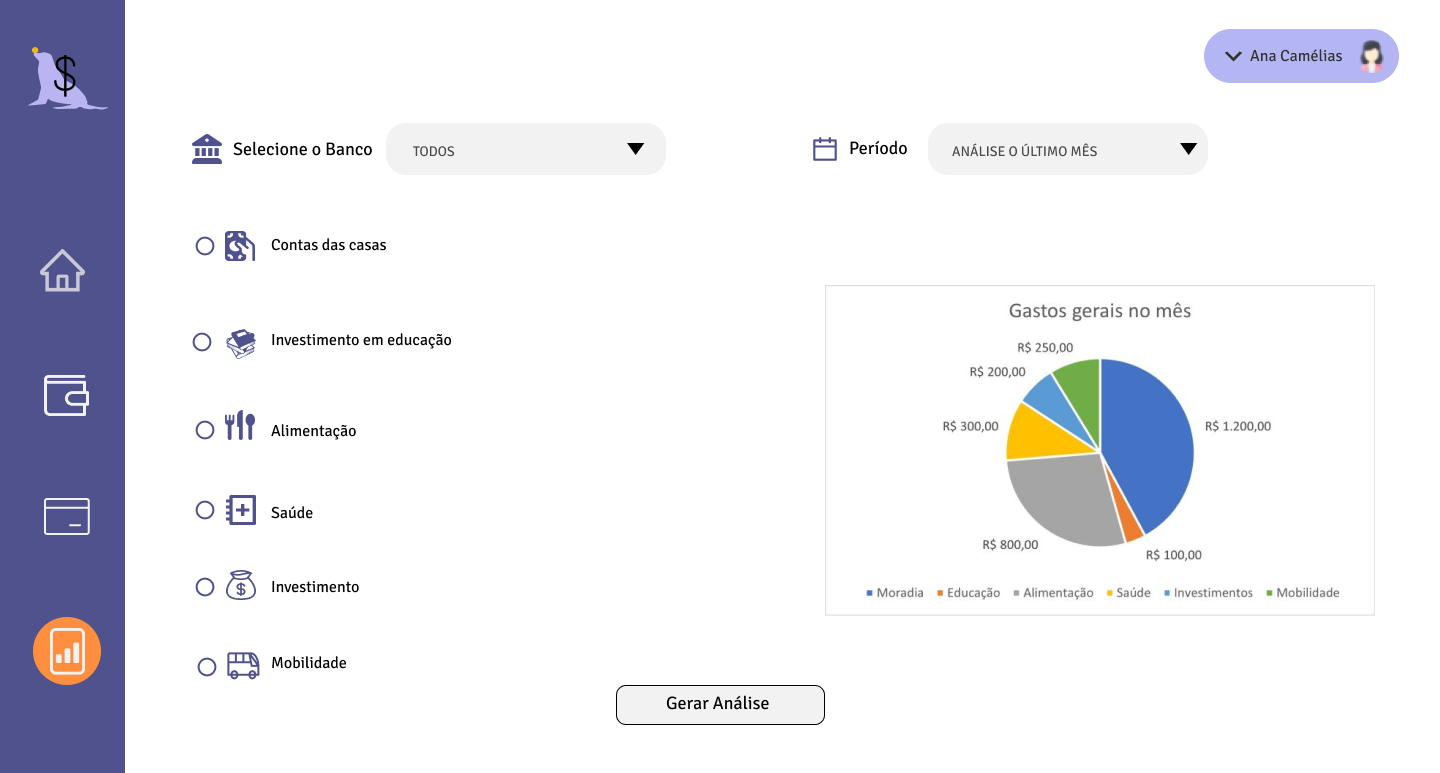 $
Ana Camélias
Selecione o Banco
TODOS
Período
ANÁLISE O ÚLTIMO MÊS
Contas das casas
Investimento em educação
Alimentação
Saúde
$
Investimento
Mobilidade
Gastos gerais no mês
R$ 250,00
R$ 200,00
R$ 300,00
R$ 1.200,00
R$ 800,00
R$ 100,00
Moradia
Educação
Alimentação
Saúde
Investimentos
Mobilidade
Gerar Análise